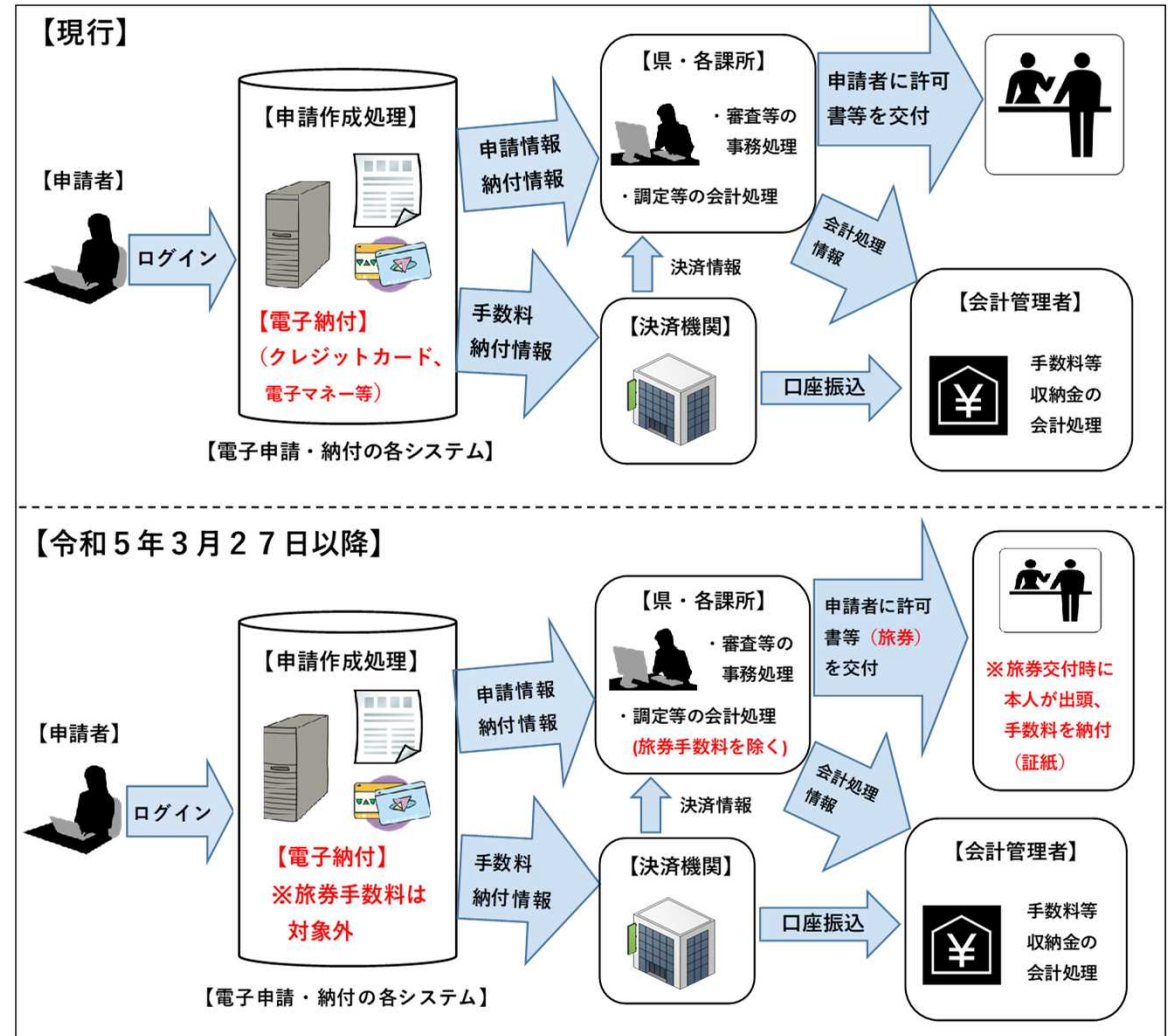 【現行】
【申請者】
ログイン
【申請作成処理】
【電子納付】
（クレジットカード、
電子マネー等）
【電子申請・納付の各システム】
申請情報
納付情報
手数料
納付情報
【県・各課所】
・審査等の
事務処理
・調定等の会計処理
決済情報
【決済機関】
申請者に許可
書等を交付
会計処理
情報
口座振込
【会計管理者】
手数料等
収納金の
会計処理
【令和５年３月２７日以降】
【申請者】
ログイン
【申請作成処理】
【電子納付】
※旅券手数料は
対象外
【電子申請・納付の各システム】
申請情報
納付情報
手数料
納付情報
【県・各課所】
・審査等の
事務処理
・調定等の会計処理
(旅券手数料を除く)
決済情報
【決済機関】
申請者に許可
書等（旅券）
を交付
※旅券交付時に
本人が出頭、
手数料を納付
（証紙）
会計処理
情報
口座振込
【会計管理者】
手数料等
収納金の
会計処理